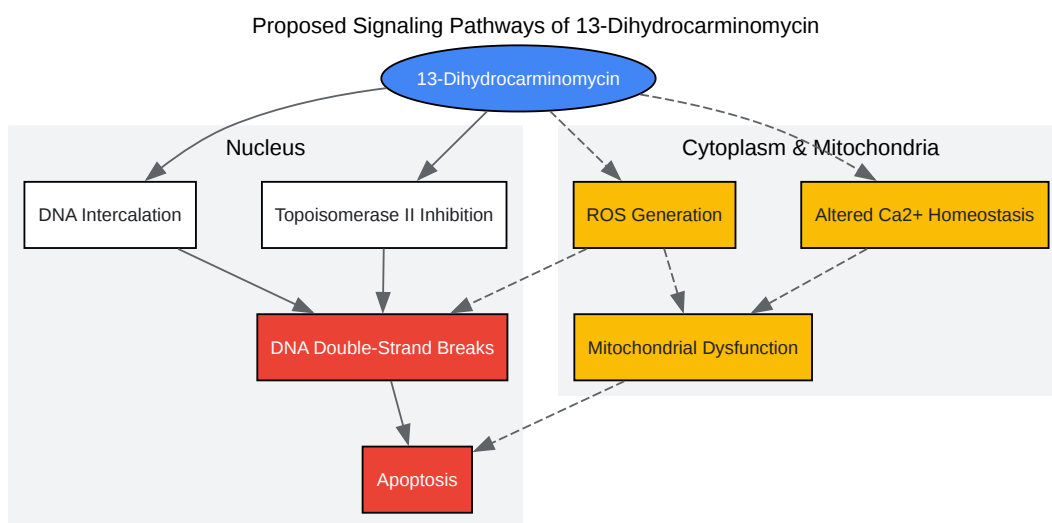 Proposed Signaling Pathways of 13-Dihydrocarminomycin
13-Dihydrocarminomycin
Nucleus
Cytoplasm & Mitochondria
DNA Intercalation
Topoisomerase II Inhibition
ROS Generation
Altered Ca2+ Homeostasis
DNA Double-Strand Breaks
Mitochondrial Dysfunction
Apoptosis